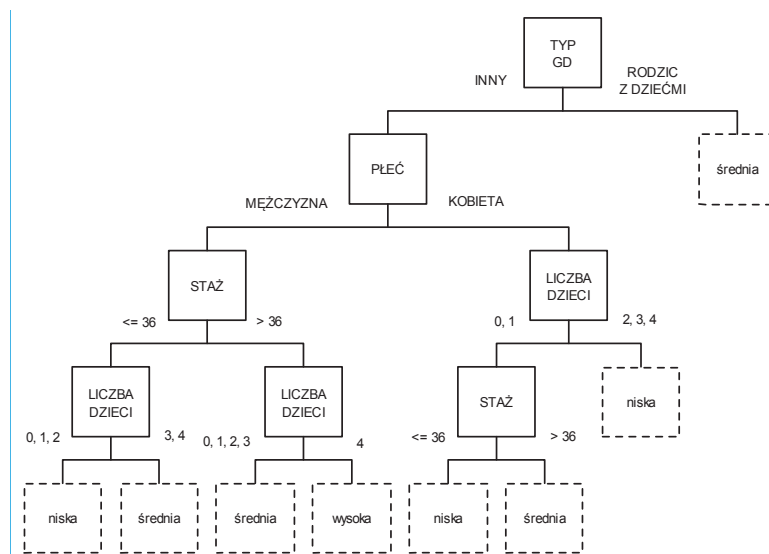 TYP
GD
INNY
RODZIC
Z DZIEĆMI
PŁEĆ
średnia
MĘŻCZYZNA
KOBIETA
STAŻ
LICZBA
DZIECI
<= 36
> 36
0, 1
2, 3, 4
LICZBA
DZIECI
LICZBA
DZIECI
STAŻ
niska
0, 1, 2
3, 4
0, 1, 2, 3
4
<= 36
> 36
niska
średnia
średnia
wysoka
niska
średnia